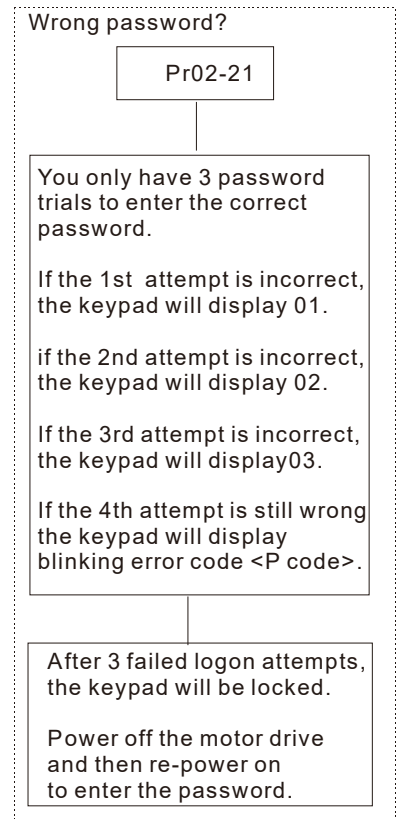 Wrong password?
Pr02-21
You only have 3 password
trials to enter the correct
password.
If the 1st  attempt is incorrect,
the keypad will display 01.
if the 2nd attempt is incorrect,
the keypad will display 02.
If the 3rd attempt is incorrect,
the keypad will display03.
If the 4th attempt is still wrong
the keypad will display
blinking error code <P code>.
After 3 failed logon attempts,
the keypad will be locked.
Power off the motor drive
and then re-power on
to enter the password.